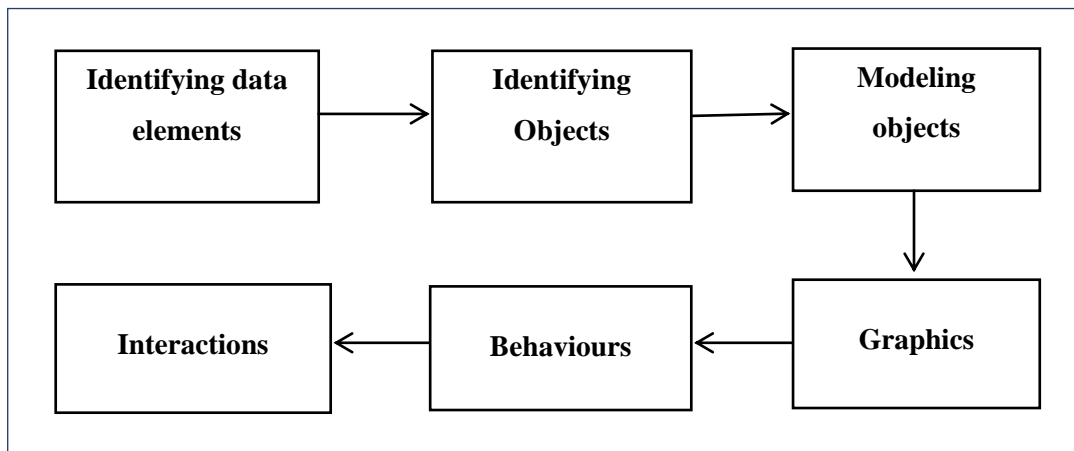 Identifying data
elements
Identifying
Objects
Modeling
objects
Graphics
Behaviours
Interactions